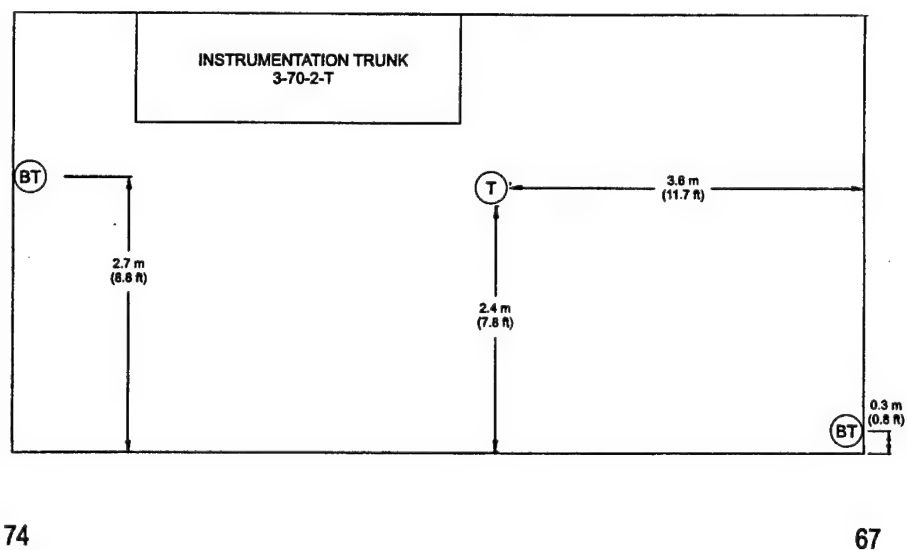 INSTRUMENTATION TRUNK
3-70-2-T
BT
T
3.6 m
(11.7 ft)
2.7 m
(8.8 ft)
2.4 m
(7.8 ft)
0.3 m
(0.8 ft)
BT
74
67